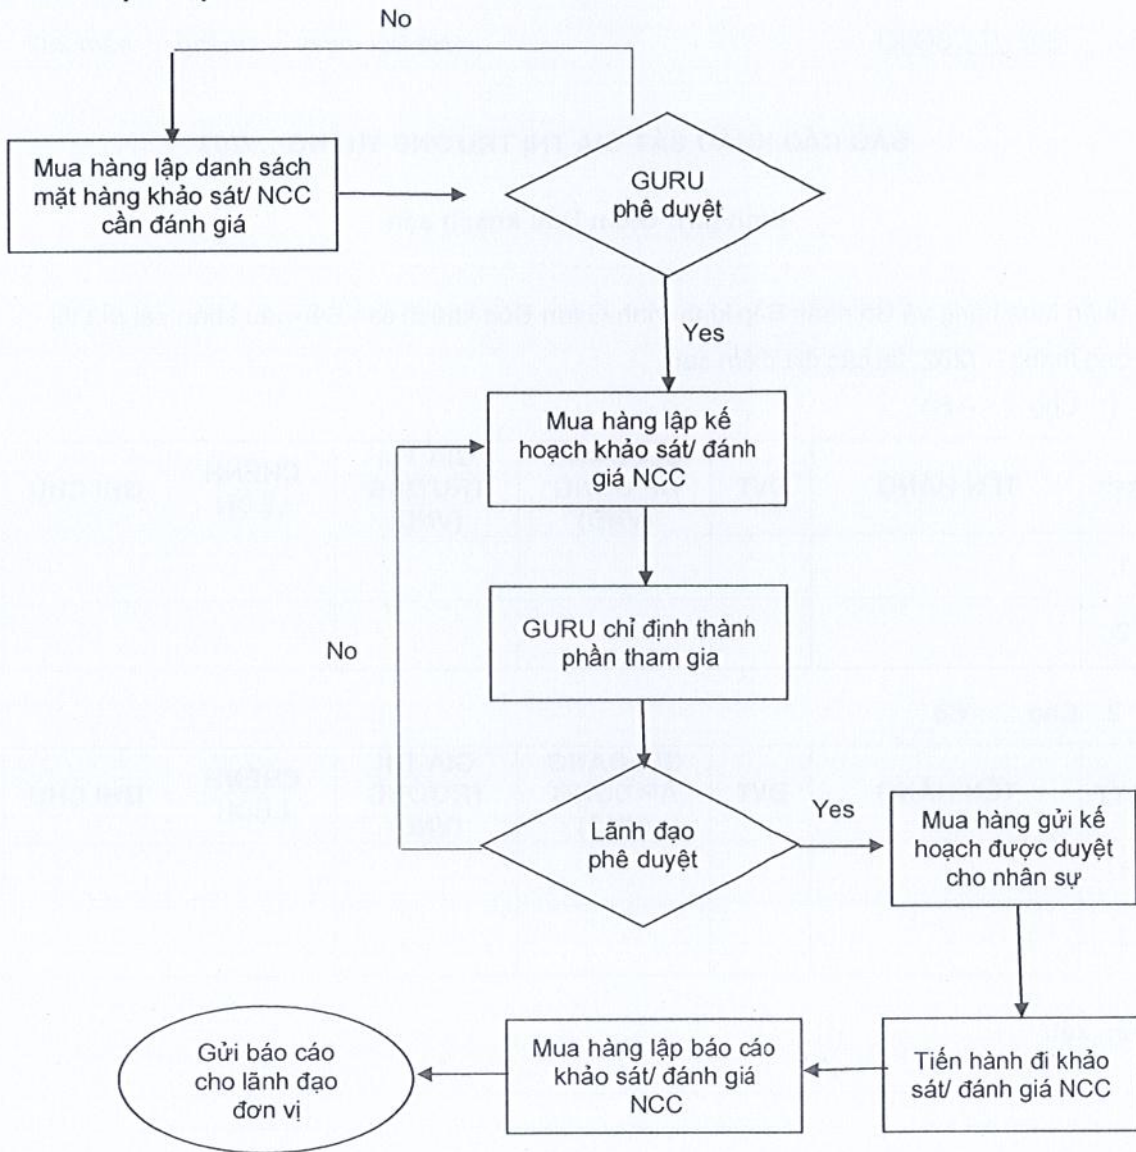 No
Mua hàng lập danh sách
mặt hàng khảo sát/ NCC
cần đánh giá
GURU
phê duyệt
Yes
Mua hàng lập kế
hoạch khảo sát/ đánh
giá NCC
GURU chỉ định thành
phần tham gia
No
Lãnh đạo
phê duyệt
Yes
Mua hàng gửi kế
hoạch được duyệt
cho nhân sự
Tiến hành đi khảo
sát/ đánh giá NCC
Mua hàng lập báo cáo
khảo sát/ đánh giá
NCC
Gửi báo cáo
cho lãnh đạo
đơn vị